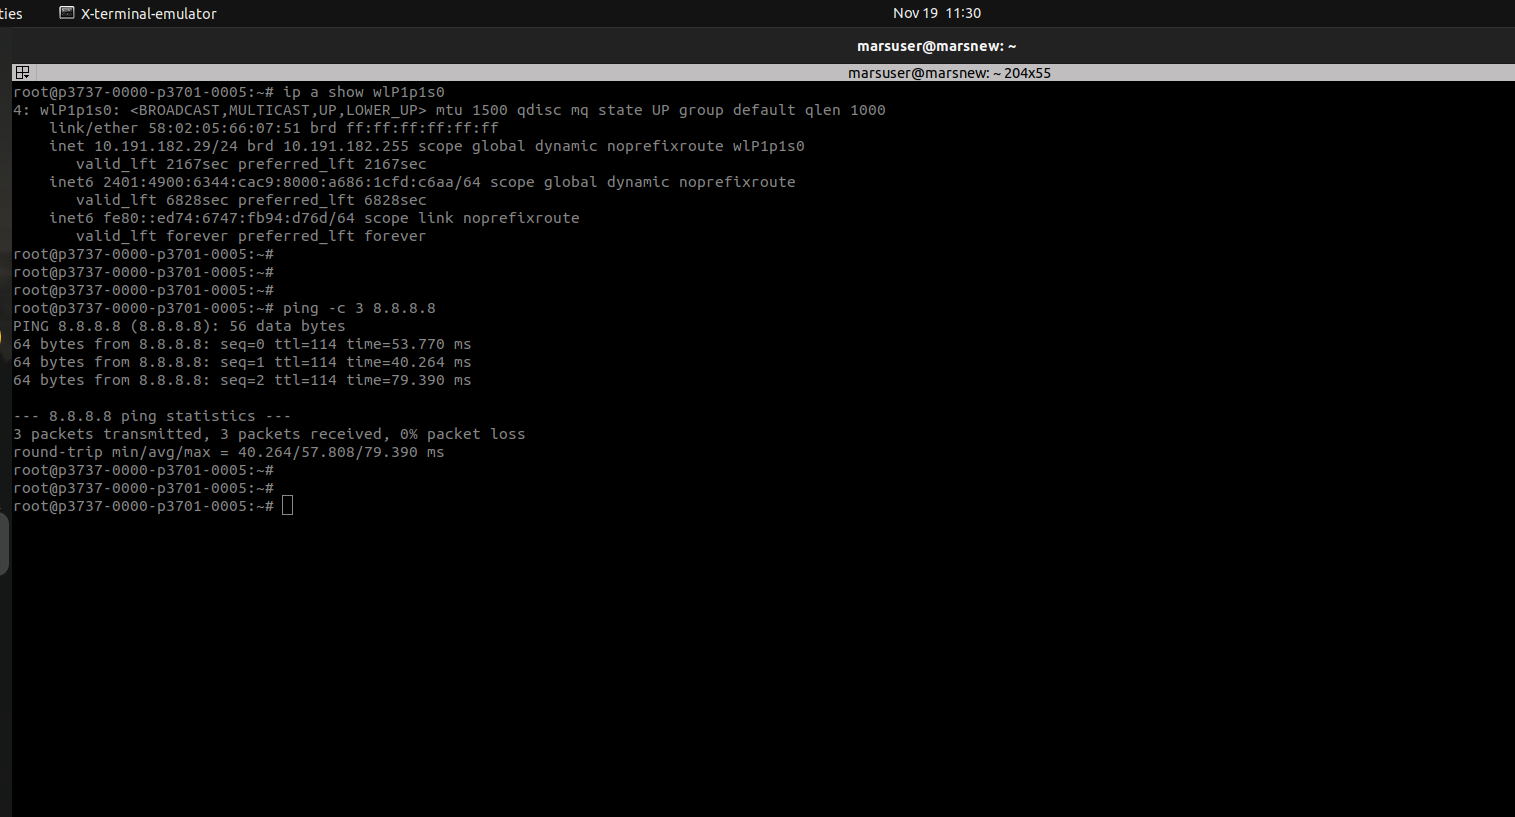 ties X-terminal-emulator Nov 19 11:30
marsuser@marsnew: ~
marsuser@marsnew: ~ 204x55
root@p3737-0000-p3701-0005:~# ip a show wlP1p1s0
4: wlP1p1s0: <BROADCAST,MULTICAST,UP,LOWER_UP> mtu 1500 qdisc mq state UP group default qlen 1000
    link/ether 58:02:05:66:07:51 brd ff:ff:ff:ff:ff:ff
    inet 10.191.182.29/24 brd 10.191.182.255 scope global dynamic noprefixroute wlP1p1s0
       valid_lft 2167sec preferred_lft 2167sec
    inet6 2401:4900:6344:cac9:8000:a686:1cfd:c6aa/64 scope global dynamic noprefixroute
       valid_lft 6828sec preferred_lft 6828sec
    inet6 fe80::ed74:6747:fb94:d76d/64 scope link noprefixroute
       valid_lft forever preferred_lft forever
root@p3737-0000-p3701-0005:~#
root@p3737-0000-p3701-0005:~#
root@p3737-0000-p3701-0005:~#
root@p3737-0000-p3701-0005:~# ping -c 3 8.8.8.8
PING 8.8.8.8 (8.8.8.8): 56 data bytes
64 bytes from 8.8.8.8: seq=0 ttl=114 time=53.770 ms
64 bytes from 8.8.8.8: seq=1 ttl=114 time=40.264 ms
64 bytes from 8.8.8.8: seq=2 ttl=114 time=79.390 ms

--- 8.8.8.8 ping statistics ---
3 packets transmitted, 3 packets received, 0% packet loss
round-trip min/avg/max = 40.264/57.808/79.390 ms
root@p3737-0000-p3701-0005:~#
root@p3737-0000-p3701-0005:~#
root@p3737-0000-p3701-0005:~#